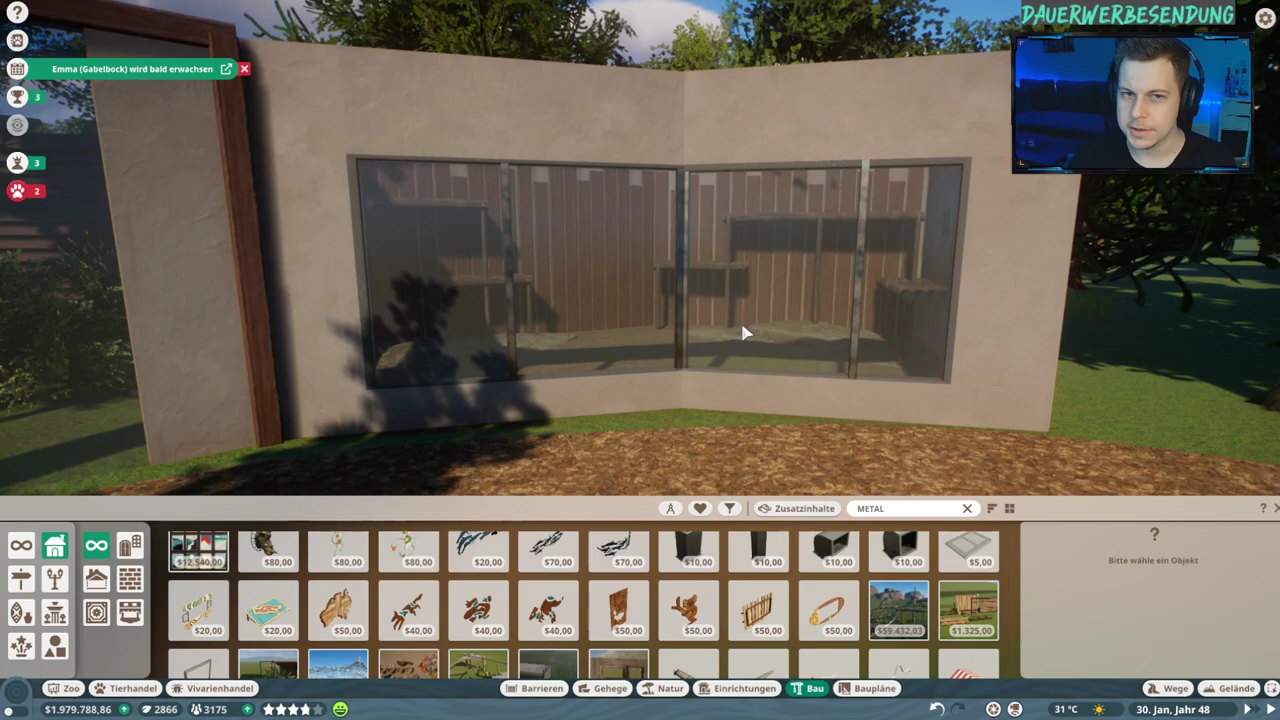 DAUERWERBESENDUNG
Emma (Gabelbock) wird bald erwachsen
3
3
2
Zusatzinhalte
METAL
$12.540,00 $80,00 $80,00 $80,00 $20,00 $70,00 $70,00 $10,00 $10,00 $10,00 $10,00 $5,00
Bitte wähle ein Objekt
$20,00 $20,00 $50,00 $40,00 $40,00 $40,00 $50,00 $50,00 $50,00 $50,00 $59.432,03 $1.325,00
Zoo Tierhandel Vivarienhandel Barrieren Gehege Natur Einrichtungen Bau Baupläne Wege Gelände
$1.979.788,86 2866 3175 31 °C 30. Jan, Jahr 48